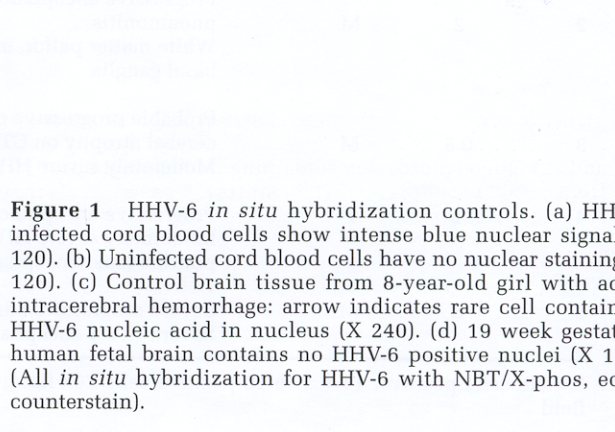 Figure 1 HHV-6 in situ hybridization controls. (a) HH
infected cord blood cells show intense blue nuclear signal
120). (b) Uninfected cord blood cells have no nuclear staining
120). (c) Control brain tissue from 8-year-old girl with ac
intracerebral hemorrhage: arrow indicates rare cell contain
HHV-6 nucleic acid in nucleus (X 240). (d) 19 week gestat
human fetal brain contains no HHV-6 positive nuclei (X 1
(All in situ hybridization for HHV-6 with NBT/X-phos, eo
counterstain).